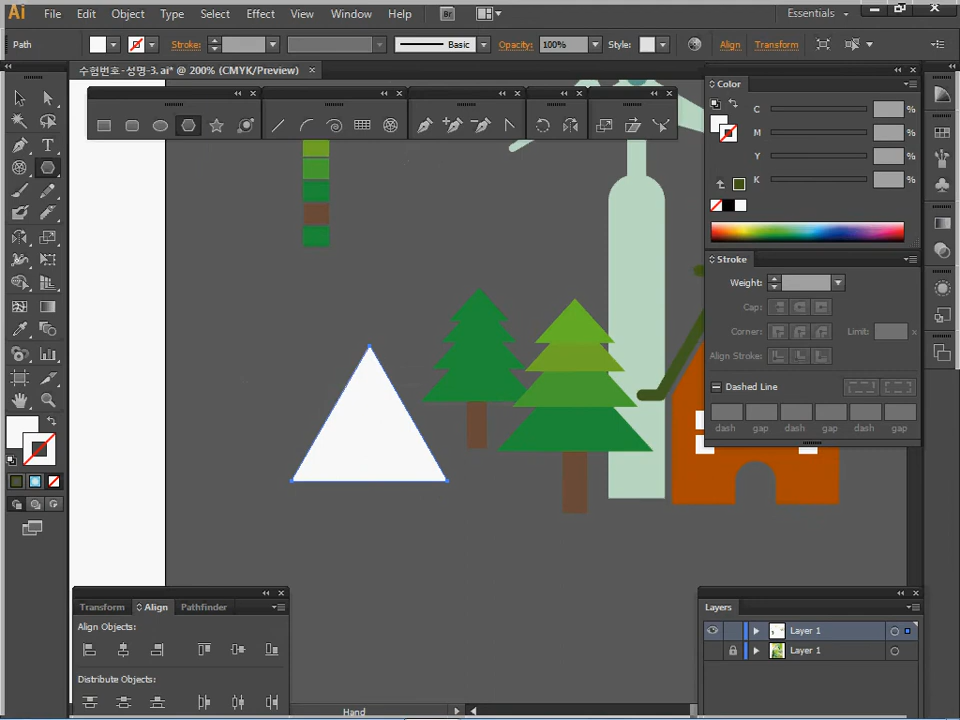 Ai File Edit Object Type Select Effect View Window Help Br Essentials
Path Stroke: Basic Opacity: 100% Style: Align Transform
수험번호-성명-3.ai* @ 200% (CMYK/Preview)
Color
C %
M %
Y %
K %
Stroke
Weight:
Cap:
Corner: Limit: x
Align Stroke:
Dashed Line
dash gap dash gap dash gap
Transform Align Pathfinder
Align Objects:
Distribute Objects:
Layers
Layer 1
Layer 1
Hand